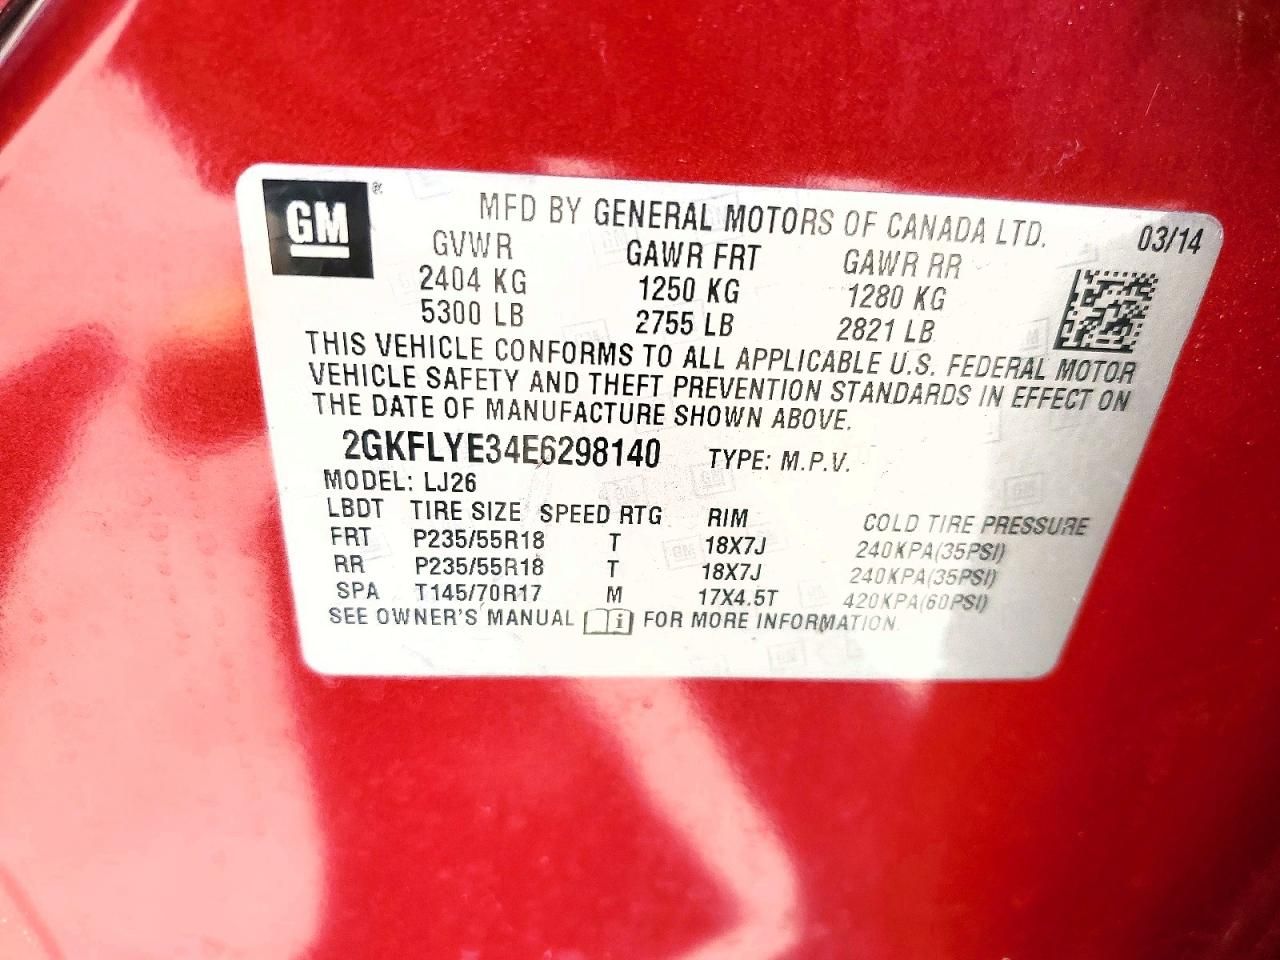 GM ®
MFD BY GENERAL MOTORS OF CANADA LTD.
03/14
GVWR GAWR FRT GAWR RR
2404 KG 1250 KG 1280 KG
5300 LB 2755 LB 2821 LB
THIS VEHICLE CONFORMS TO ALL APPLICABLE U.S. FEDERAL MOTOR
VEHICLE SAFETY AND THEFT PREVENTION STANDARDS IN EFFECT ON
THE DATE OF MANUFACTURE SHOWN ABOVE.
2GKFLYE34E6298140 TYPE: M.P.V.
MODEL: LJ26
LBDT TIRE SIZE SPEED RTG RIM COLD TIRE PRESSURE
FRT P235/55R18 T 18X7J 240KPA(35PSI)
RR P235/55R18 T 18X7J 240KPA(35PSI)
SPA T145/70R17 M 17X4.5T 420KPA(60PSI)
SEE OWNER'S MANUAL i FOR MORE INFORMATION.